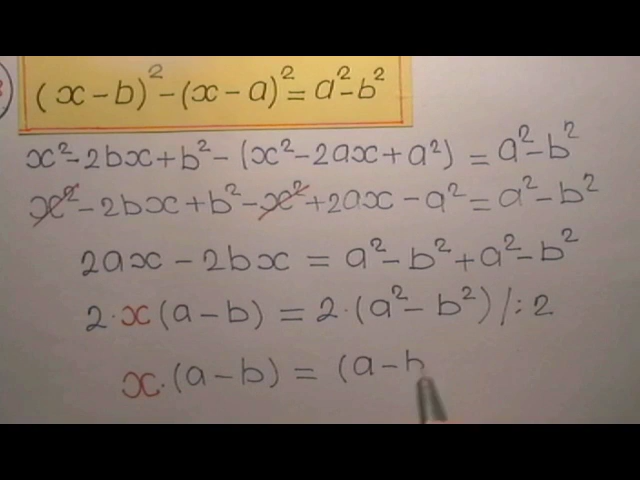 (x-b)²-(x-a)²=a²-b²
x²-2bx+b²-(x²-2ax+a²)=a²-b²
x²-2bx+b²-x²+2ax-a²=a²-b²
2ax-2bx=a²-b²+a²-b²
2·x(a-b)=2·(a²-b²)/:2
x·(a-b)=(a-b